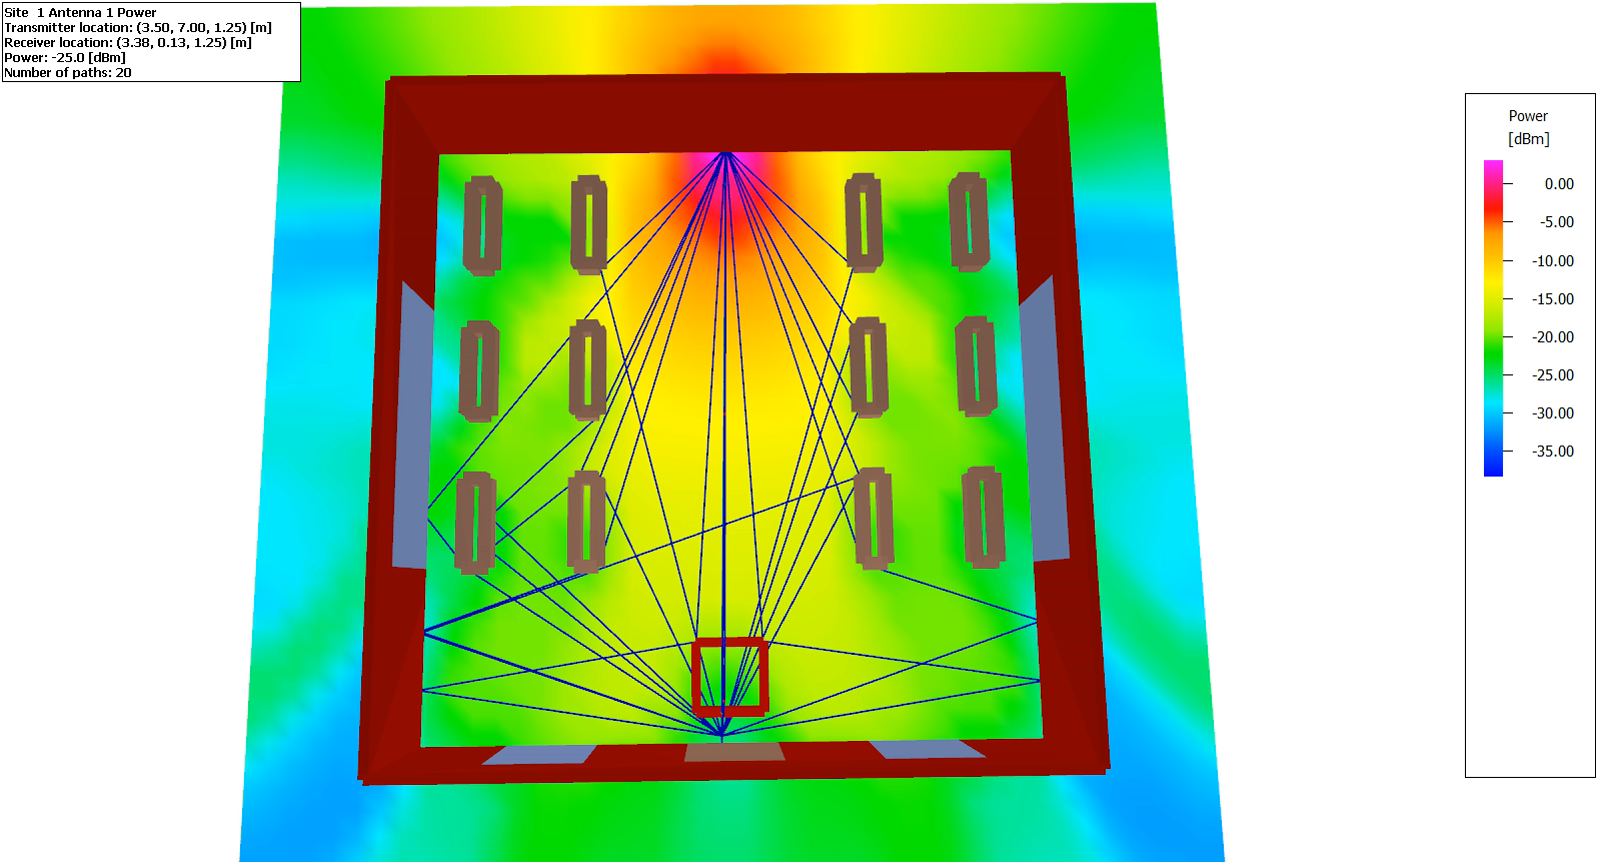 Site 1 Antenna 1 Power
Transmitter location: (3.50, 7.00, 1.25) [m]
Receiver location: (3.38, 0.13, 1.25) [m]
Power: -25.0 [dBm]
Number of paths: 20
Power
[dBm]
0.00
-5.00
-10.00
-15.00
-20.00
-25.00
-30.00
-35.00